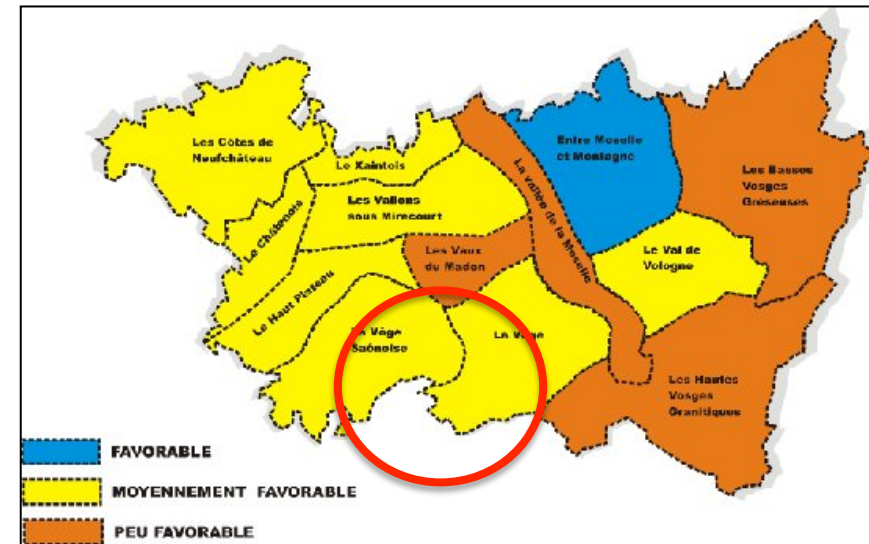 Les Côtes de
Neufchâteau
Le Xaintois
Entre Moselle
et Montagne
Les Basses
Vosges
Gréseuses
Le Châtenois
Les Vallons
sous Mirecourt
La vallée de la Moselle
Les Vaux
du Madon
Le Val de
Vologne
Le Haut Plateau
La Vôge
Saônoise
La Vôge
Les Hautes
Vosges
Granitiques
FAVORABLE
MOYENNEMENT FAVORABLE
PEU FAVORABLE